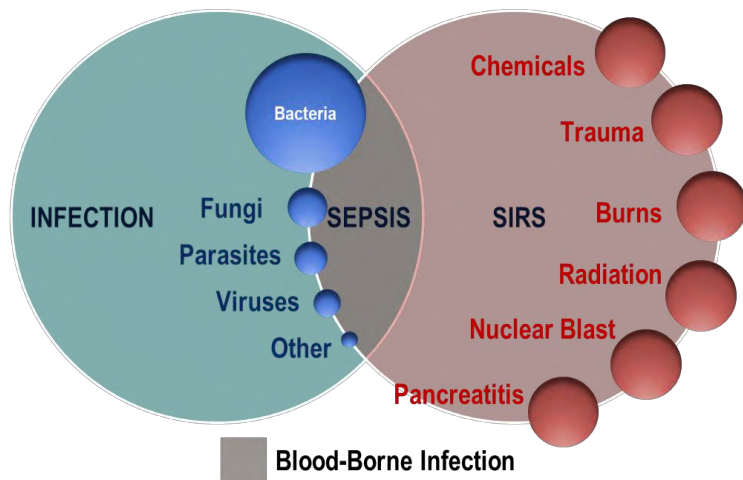 Bacteria
INFECTION
Fungi
SEPSIS
Parasites
Viruses
Other
SIRS
Chemicals
Trauma
Burns
Radiation
Nuclear Blast
Pancreatitis
Blood-Borne Infection